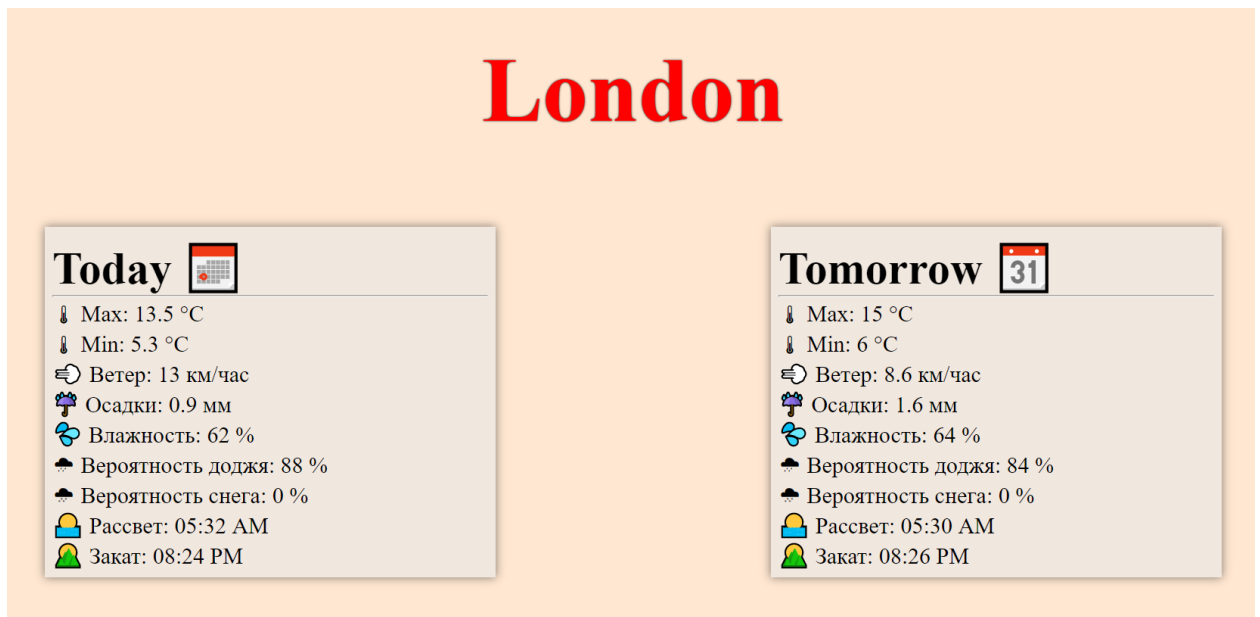 London
Today
Max: 13.5 °C
Min: 5.3 °C
Ветер: 13 км/час
Осадки: 0.9 мм
Влажность: 62 %
Вероятность доджя: 88 %
Вероятность снега: 0 %
Рассвет: 05:32 AM
Закат: 08:24 PM
Tomorrow 31
Max: 15 °C
Min: 6 °C
Ветер: 8.6 км/час
Осадки: 1.6 мм
Влажность: 64 %
Вероятность доджя: 84 %
Вероятность снега: 0 %
Рассвет: 05:30 AM
Закат: 08:26 PM